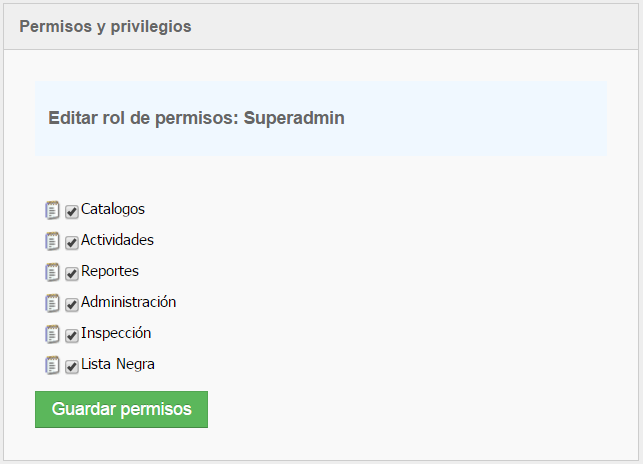 Permisos y privilegios
Editar rol de permisos: Superadmin
Catalogos
Actividades
Reportes
Administración
Inspección
Lista Negra
Guardar permisos